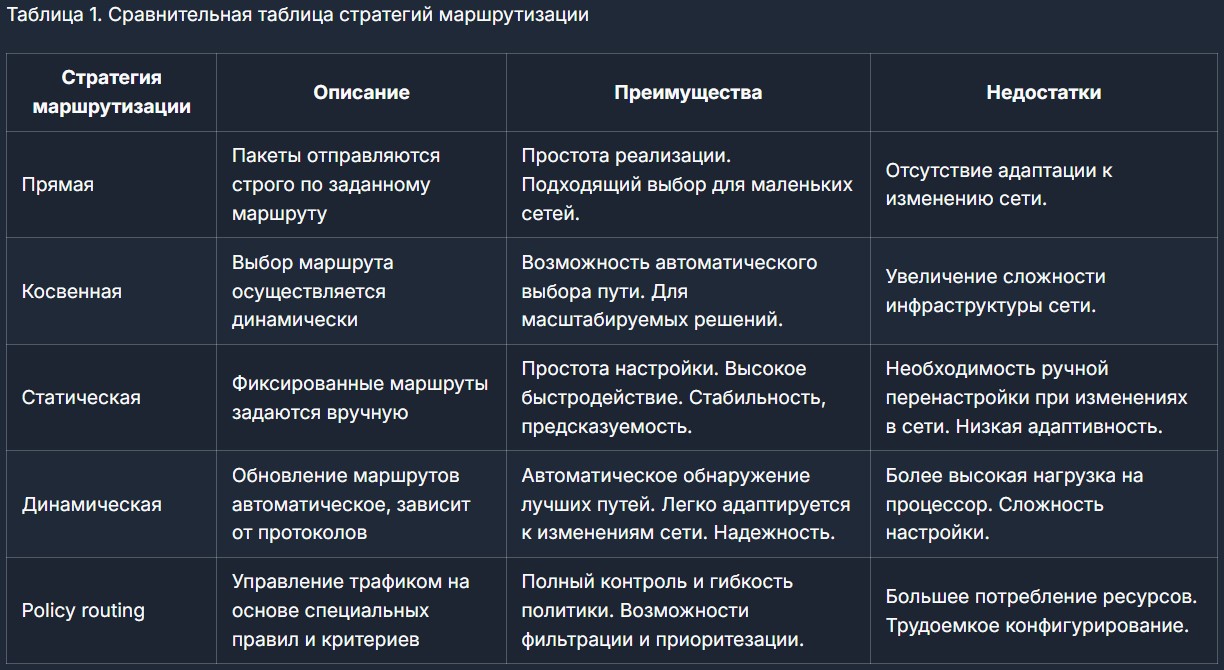 Таблица 1. Сравнительная таблица стратегий маршрутизации
Стратегия
маршрутизации
Описание
Преимущества
Недостатки
Прямая
Пакеты отправляются
строго по заданному
маршруту
Простота реализации.
Подходящий выбор для маленьких
сетей.
Отсутствие адаптации к
изменению сети.
Косвенная
Выбор маршрута
осуществляется
динамически
Возможность автоматического
выбора пути. Для
масштабируемых решений.
Увеличение сложности
инфраструктуры сети.
Статическая
Фиксированные маршруты
задаются вручную
Простота настройки. Высокое
быстродействие. Стабильность,
предсказуемость.
Необходимость ручной
перенастройки при изменениях
в сети. Низкая адаптивность.
Динамическая
Обновление маршрутов
автоматическое, зависит
от протоколов
Автоматическое обнаружение
лучших путей. Легко адаптируется
к изменениям сети. Надежность.
Более высокая нагрузка на
процессор. Сложность
настройки.
Policy routing
Управление трафиком на
основе специальных
правил и критериев
Полный контроль и гибкость
политики. Возможности
фильтрации и приоритезации.
Большее потребление ресурсов.
Трудоемкое конфигурирование.